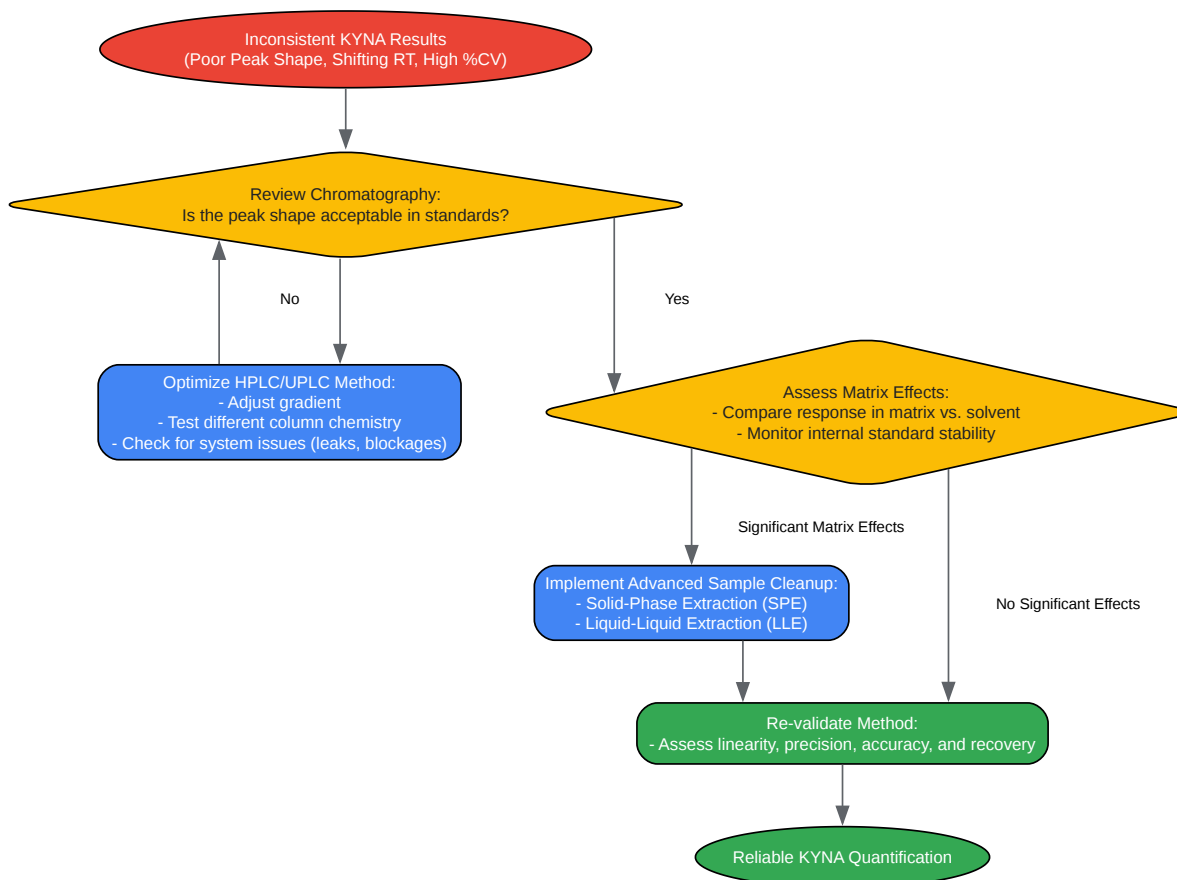 Inconsistent KYNA Results
(Poor Peak Shape, Shifting RT, High %CV)
Review Chromatography:
Is the peak shape acceptable in standards?
No
Yes
Optimize HPLC/UPLC Method:
- Adjust gradient
- Test different column chemistry
- Check for system issues (leaks, blockages)
Assess Matrix Effects:
- Compare response in matrix vs. solvent
- Monitor internal standard stability
Significant Matrix Effects
No Significant Effects
Implement Advanced Sample Cleanup:
- Solid-Phase Extraction (SPE)
- Liquid-Liquid Extraction (LLE)
Re-validate Method:
- Assess linearity, precision, accuracy, and recovery
Reliable KYNA Quantification